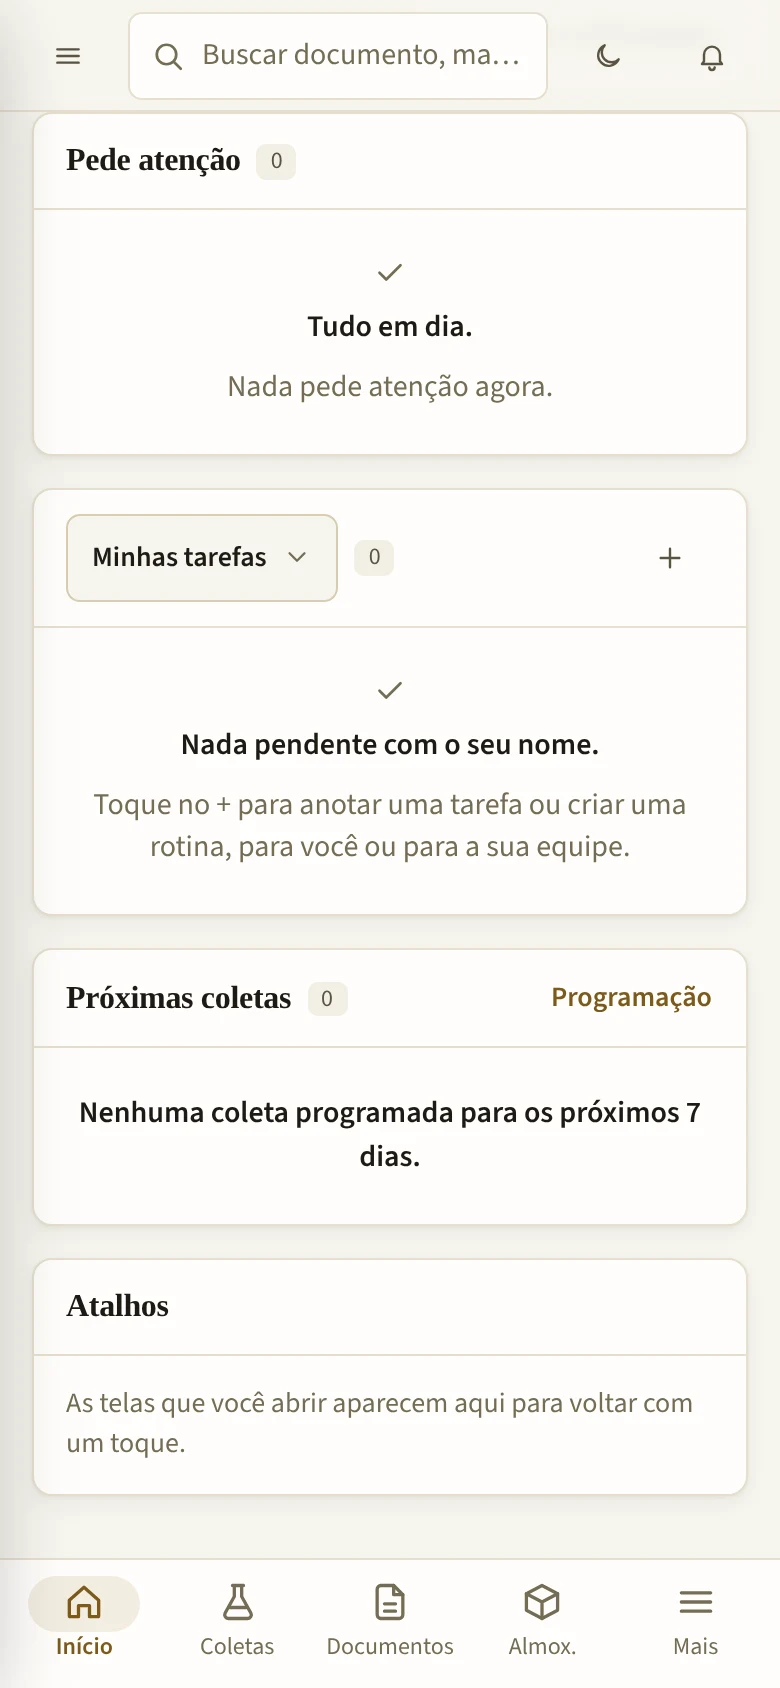 Buscar documento, ma...
Pede atenção 0
Tudo em dia.
Nada pede atenção agora.
Minhas tarefas 0 +
Nada pendente com o seu nome.
Toque no + para anotar uma tarefa ou criar uma
rotina, para você ou para a sua equipe.
Próximas coletas 0 Programação
Nenhuma coleta programada para os próximos 7
dias.
Atalhos
As telas que você abrir aparecem aqui para voltar com
um toque.
Início Coletas Documentos Almox. Mais